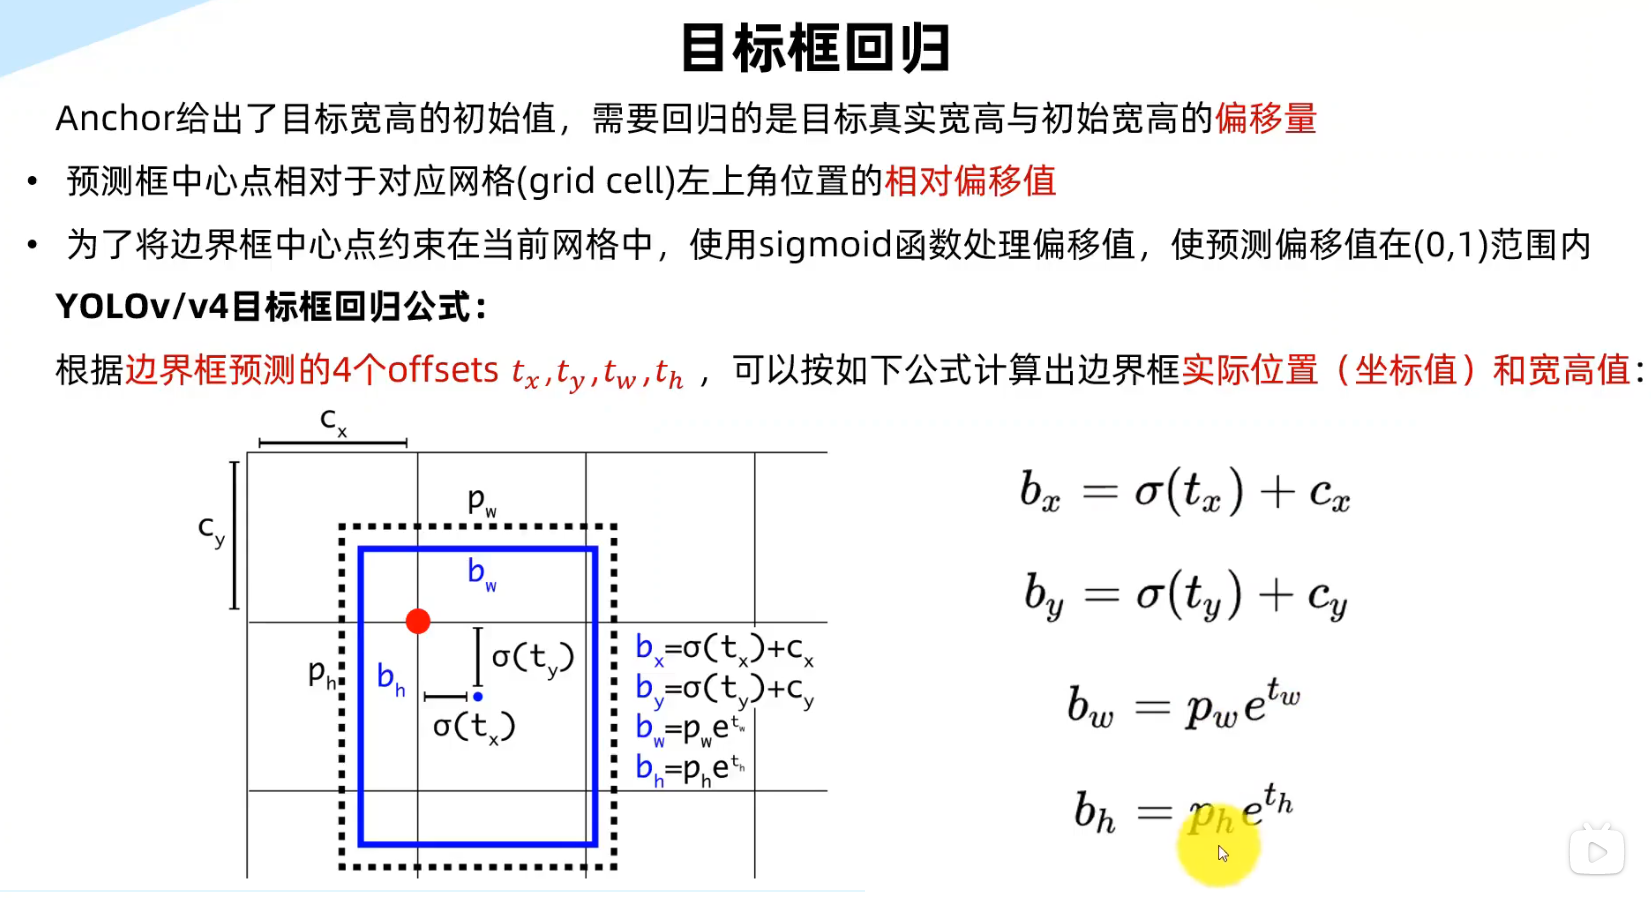 目标框回归
Anchor给出了目标宽高的初始值，需要回归的是目标真实宽高与初始宽高的偏移量
• 预测框中心点相对于对应网格(grid cell)左上角位置的相对偏移值
• 为了将边界框中心点约束在当前网格中，使用sigmoid函数处理偏移值，使预测偏移值在(0,1)范围内
YOLOv/v4目标框回归公式：
根据边界框预测的4个offsets t_x,t_y,t_w,t_h ，可以按如下公式计算出边界框实际位置（坐标值）和宽高值：
c_x
c_y
p_w
b_w
p_h
b_h
σ(t_y)
σ(t_x)
b_x=σ(t_x)+c_x
b_y=σ(t_y)+c_y
b_w=p_w e^{t_w}
b_h=p_h e^{t_h}
b_x = σ(t_x) + c_x
b_y = σ(t_y) + c_y
b_w = p_w e^{t_w}
b_h = p_h e^{t_h}